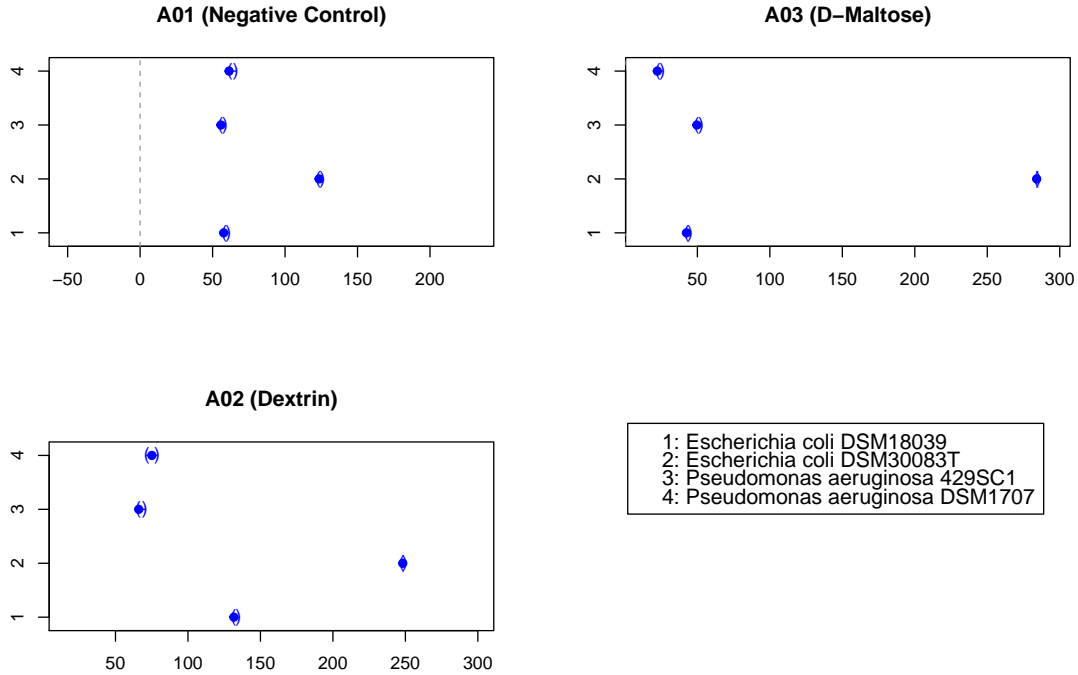 A01 (Negative Control)
4
3
2
1
−50 0 50 100 150 200
A03 (D−Maltose)
4
3
2
1
50 100 150 200 250 300
A02 (Dextrin)
4
3
2
1
50 100 150 200 250 300
1: Escherichia coli DSM18039
2: Escherichia coli DSM30083T
3: Pseudomonas aeruginosa 429SC1
4: Pseudomonas aeruginosa DSM1707